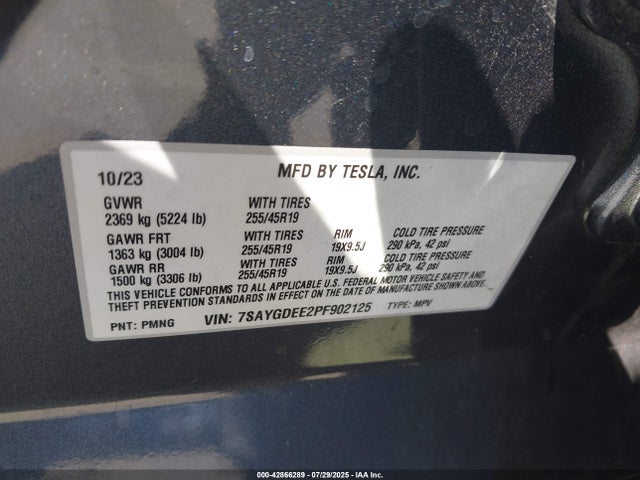 10/23 MFD BY TESLA, INC.
GVWR WITH TIRES
2369 kg (5224 lb) 255/45R19
GAWR FRT WITH TIRES RIM COLD TIRE PRESSURE
1363 kg (3004 lb) 255/45R19 19X9.5J 290 kPa, 42 psi
GAWR RR WITH TIRES RIM COLD TIRE PRESSURE
1500 kg (3306 lb) 255/45R19 19X9.5J 290 kPa, 42 psi
THIS VEHICLE CONFORMS TO ALL APPLICABLE U.S. FEDERAL MOTOR VEHICLE SAFETY AND
THEFT PREVENTION STANDARDS IN EFFECT ON THE DATE OF MANUFACTURE SHOWN ABOVE.
PNT: PMNG VIN: 7SAYGDEE2PF902125 TYPE: MPV
000-42866289 - 07/29/2025 - IAA Inc.